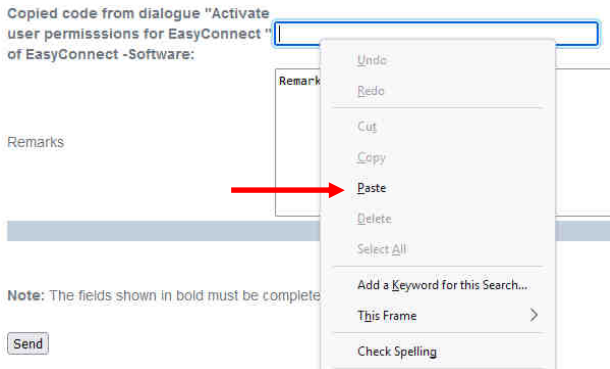 Copied code from dialogue "Activate
user permisssions for EasyConnect "
of EasyConnect -Software:
Undo
Redo
Cut
Copy
Paste
Delete
Select All
Add a Keyword for this Search...
This Frame
Check Spelling
Remark
Remarks
Note: The fields shown in bold must be complete
Send